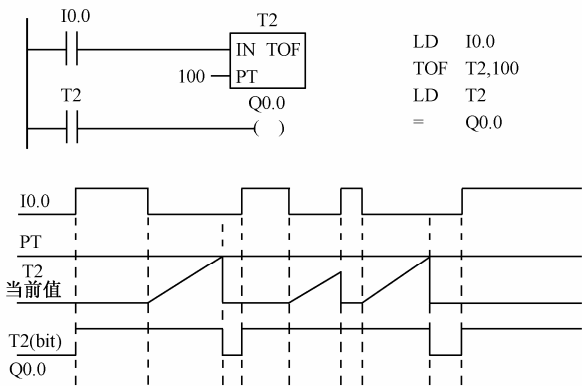 I0.0
T2
IN TOF
100 PT
Q0.0
T2
( )
LD I0.0
TOF T2,100
LD T2
= Q0.0
I0.0
PT
T2
当前值
T2(bit)
Q0.0